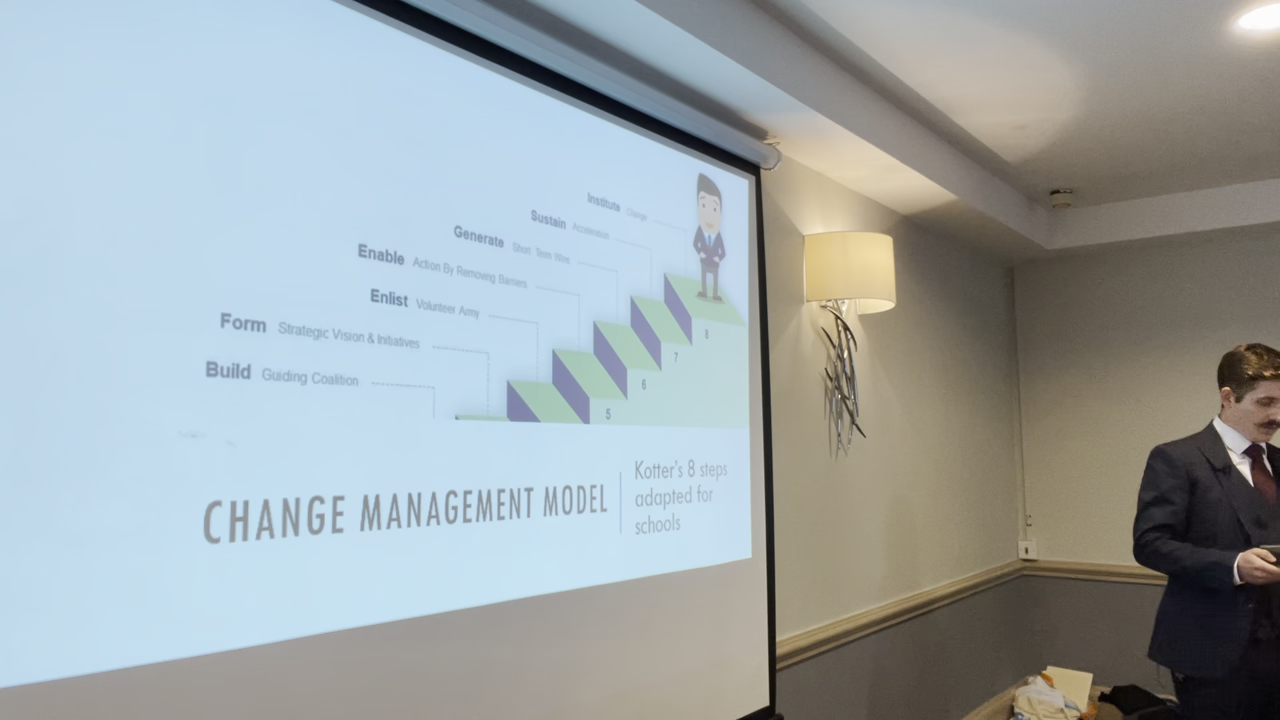 Institute Change
Sustain Acceleration
Generate Short Term Wins
Enable Action By Removing Barriers
Enlist Volunteer Army
Form Strategic Vision & Initiatives
Build Guiding Coalition
8
7
6
5
CHANGE MANAGEMENT MODEL
Kotter's 8 steps
adapted for
schools